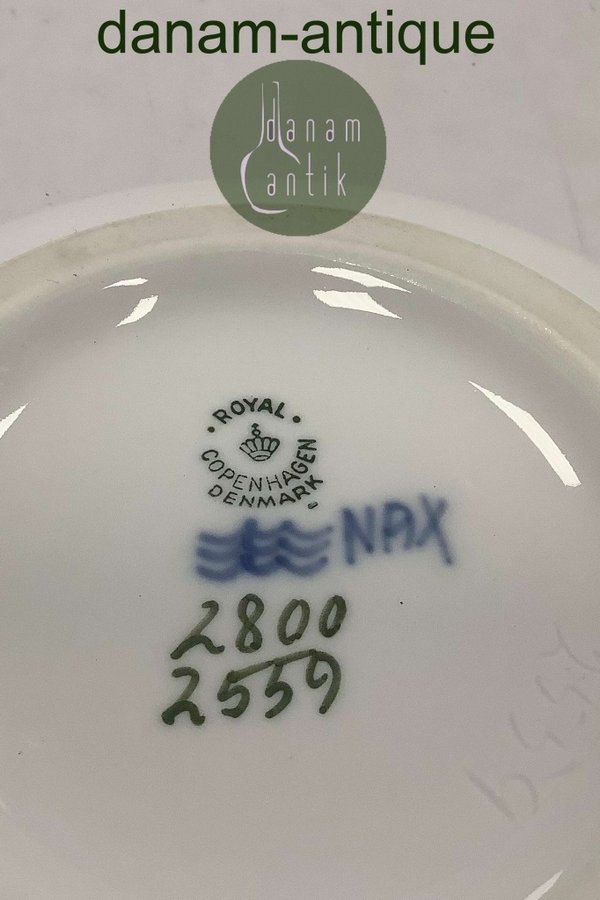 danam-antique
danam
antik
ROYAL
COPENHAGEN
DENMARK
NAX
2800
2559